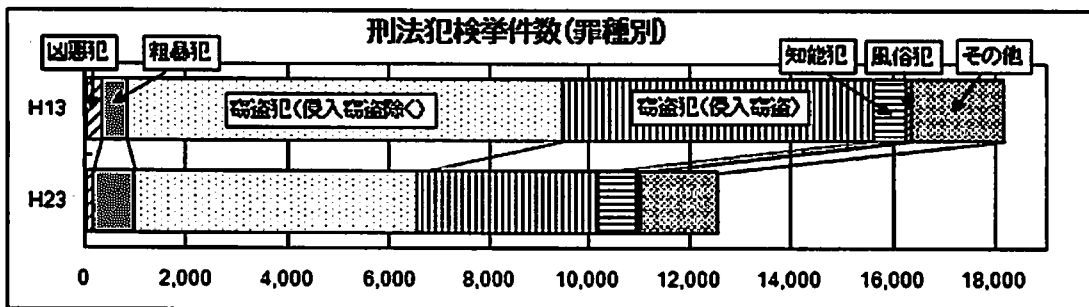 刑法犯検挙件数(罪種別)
凶悪犯 粗暴犯 知能犯 風俗犯 その他
H13 窃盗犯(侵入窃盗除く) 窃盗犯(侵入窃盗)
H23
0 2,000 4,000 6,000 8,000 10,000 12,000 14,000 16,000 18,000